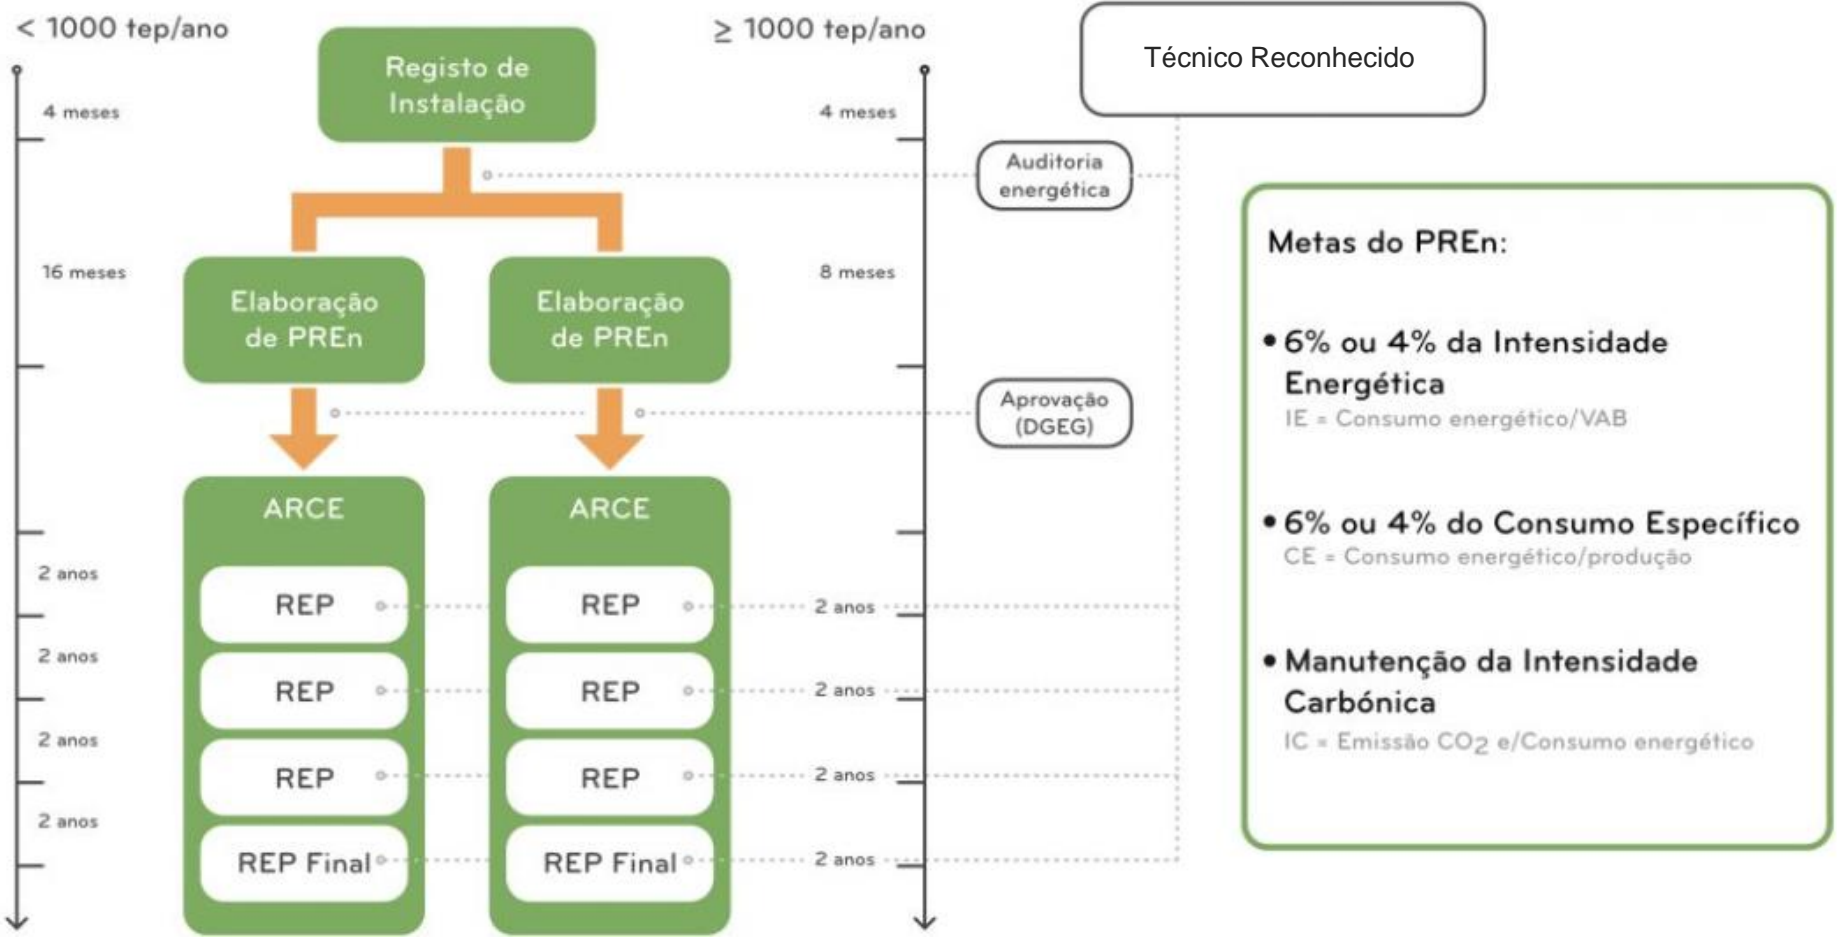 < 1000 tep/ano
≥ 1000 tep/ano
Técnico Reconhecido
Registo de
Instalação
4 meses
4 meses
Auditoria
energética
16 meses
8 meses
Elaboração
de PREn
Elaboração
de PREn
Aprovação
(DGEG)
ARCE
ARCE
2 anos
REP
REP
2 anos
2 anos
REP
REP
2 anos
2 anos
REP
REP
2 anos
2 anos
REP Final
REP Final
2 anos
Metas do PREn:
• 6% ou 4% da Intensidade
Energética
IE = Consumo energético/VAB
• 6% ou 4% do Consumo Específico
CE = Consumo energético/produção
• Manutenção da Intensidade
Carbónica
IC = Emissão CO2 e/Consumo energético